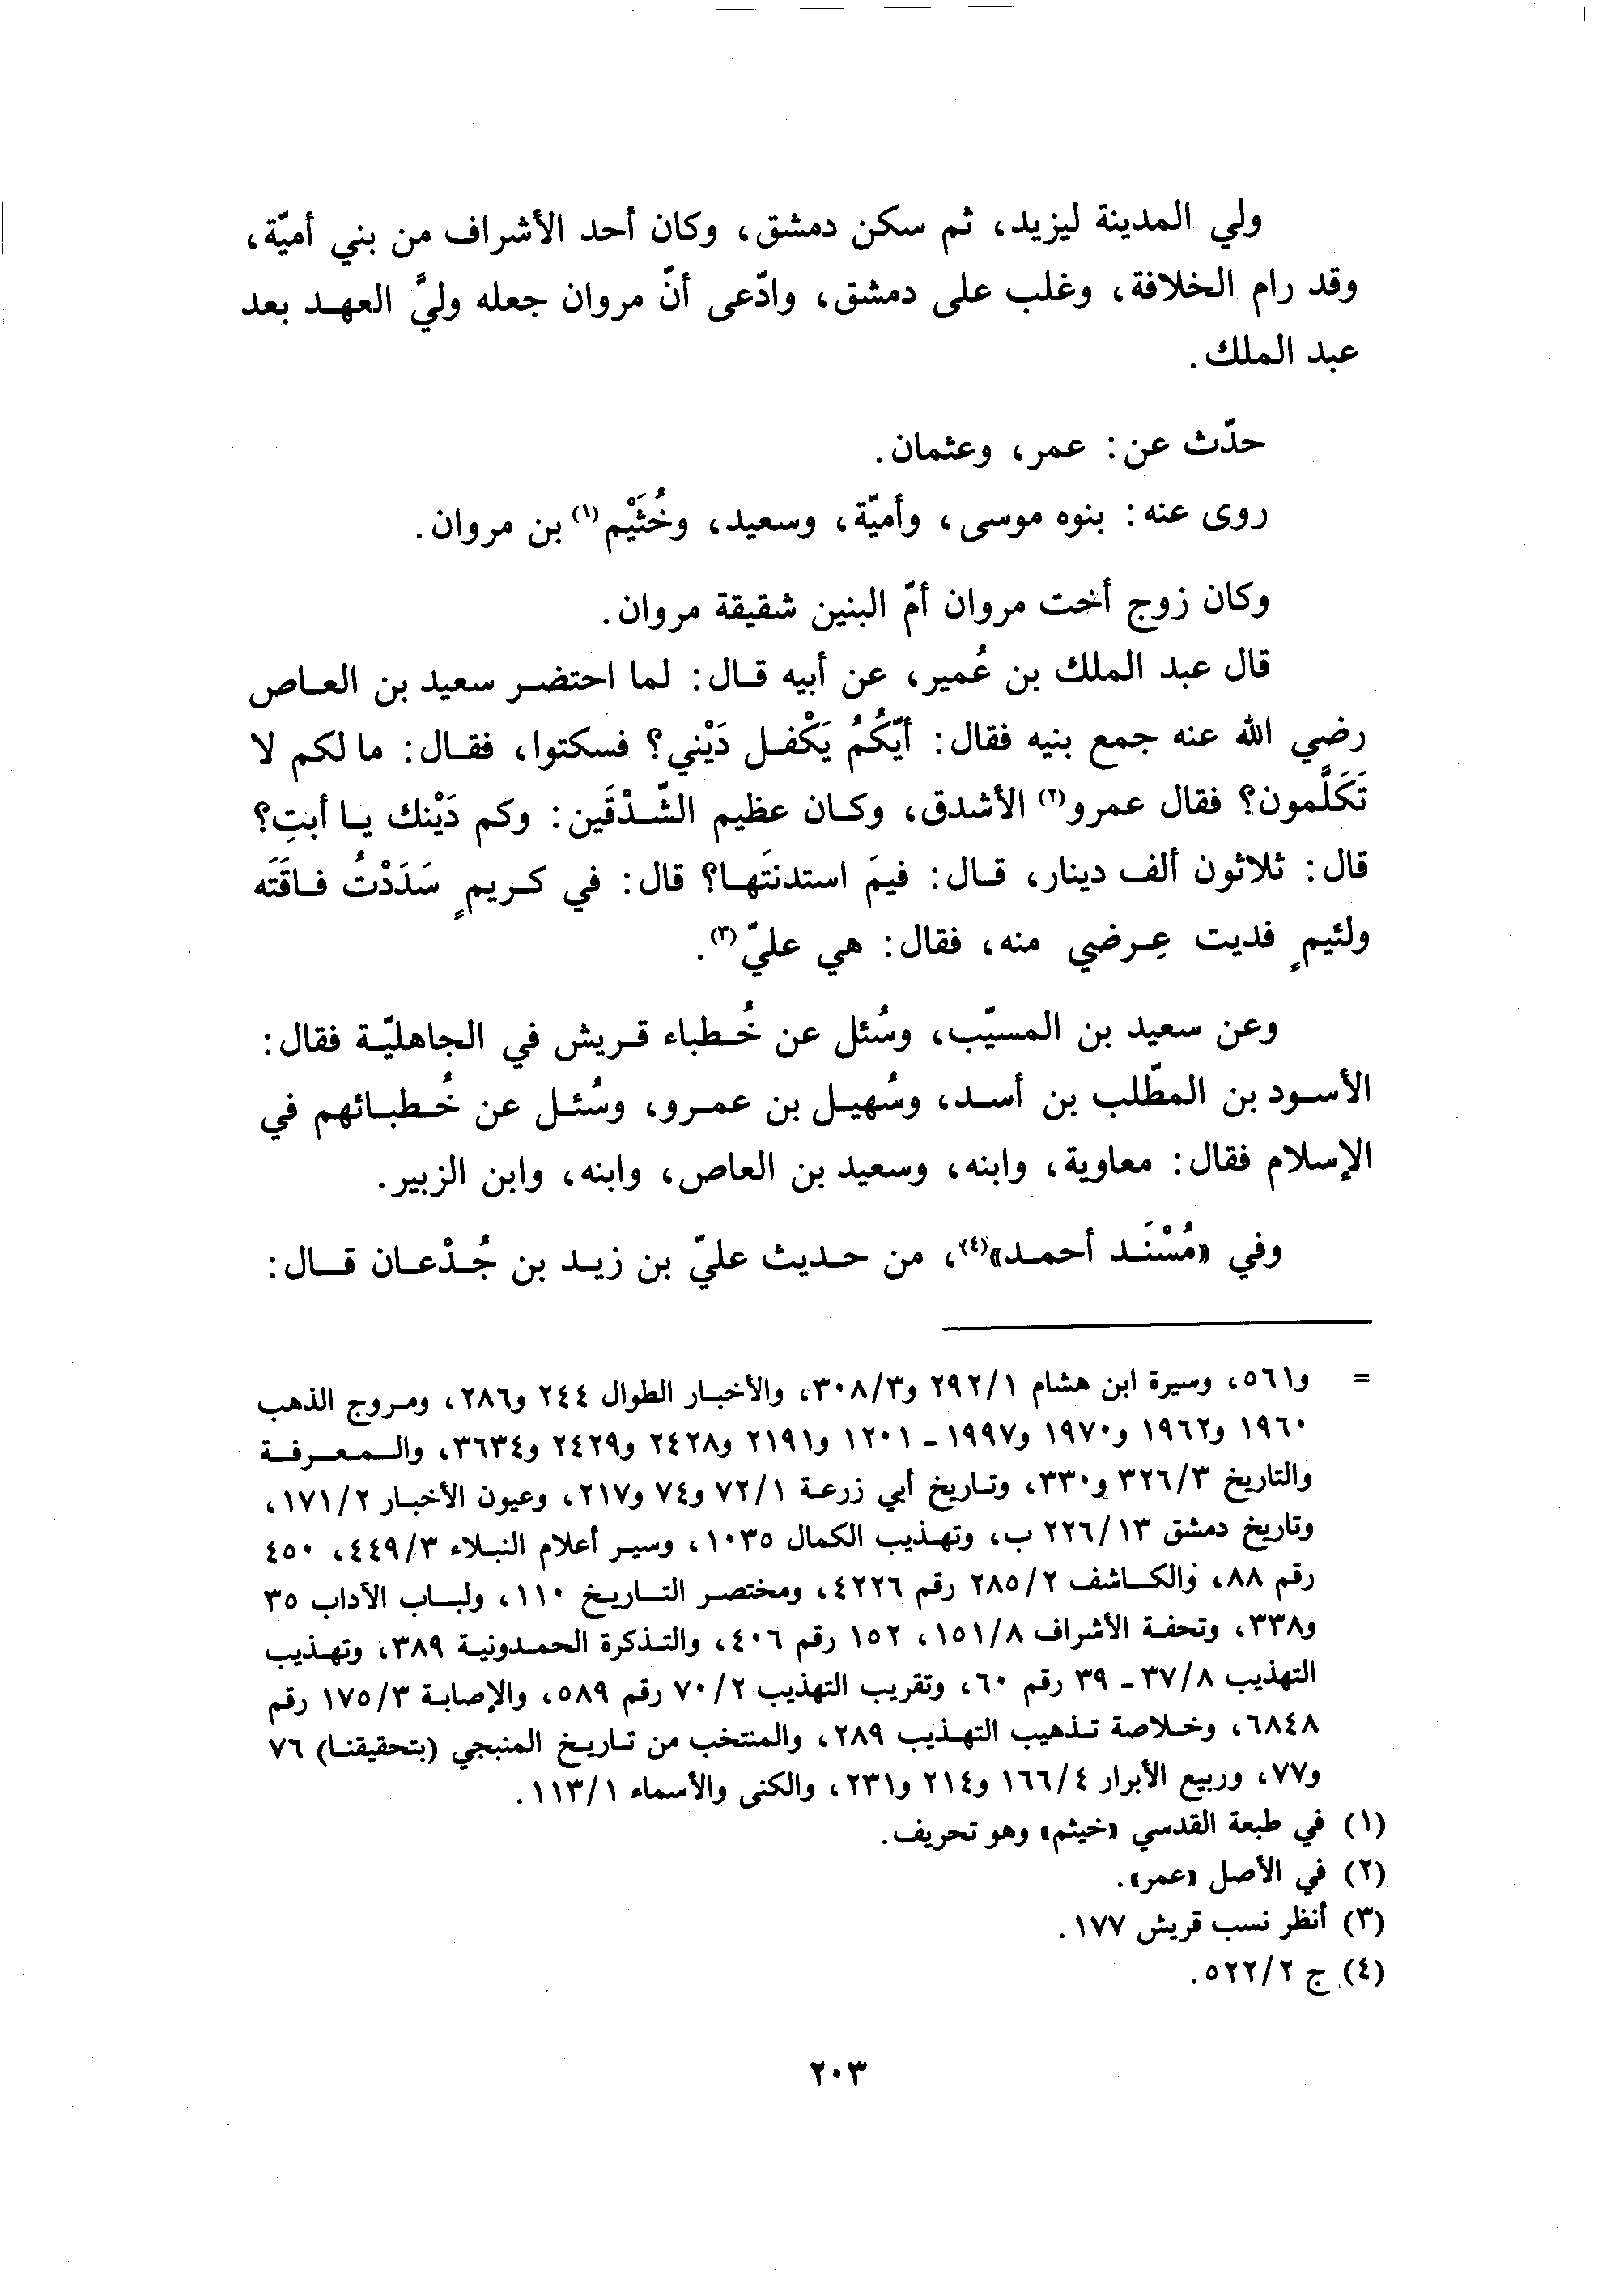 ولي المدينة ليزيد، ثم سكن دمشق، وكان أحد الأشراف من بني أميّة،
وقد رام الخلافة، وغلب على دمشق، وادّعى أنّ مروان جعله وليَّ العهد بعد
عبد الملك.
حدّث عن: عمر، وعثمان.
روى عنه: بنوه موسى، وأميّة، وسعيد، وخُثَيْم(١) بن مروان.
وكان زوج أخت مروان أمّ البنين شقيقة مروان.
قال عبد الملك بن عُمير، عن أبيه قال: لما احتضر سعيد بن العاص
رضي الله عنه جمع بنيه فقال: أيّكُمُ يَكْفل دَيْني؟ فسكتوا، فقال: ما لكم لا
تَكَلَّمون؟ فقال عمرو(٢) الأشدق، وكان عظيم الشّدْقَين: وكم دَيْنك يا أبتِ؟
قال: ثلاثون ألف دينار، قال: فيمَ استدنتَها؟ قال: في كريمٍ سَدَدْتُ فاقَتَه
ولئيمٍ فديت عِرضي منه، فقال: هي عليّ(٣).
وعن سعيد بن المسيّب، وسُئل عن خُطباء قريش في الجاهليّة فقال:
الأسود بن المطّلب بن أسد، وسُهيل بن عمرو، وسُئل عن خُطبائهم في
الإسلام فقال: معاوية، وابنه، وسعيد بن العاص، وابنه، وابن الزبير.
وفي «مُسْنَد أحمد»(٤)، من حديث عليّ بن زيد بن جُدْعان قال:
= و٥٦١، وسيرة ابن هشام ٢٩٢/١ و٣٠٨/٣، والأخبار الطوال ٢٤٤ و٢٨٦، ومروج الذهب
١٩٦٠ و١٩٦٢ و١٩٧٠ و١٩٩٧ ـ ١٢٠١ و٢١٩١ و٢٤٢٨ و٢٤٢٩ و٣٦٣٤، والمعرفة
والتاريخ ٣٢٦/٣ و٣٣٠، وتاريخ أبي زرعة ٧٢/١ و٧٤ و٢١٧، وعيون الأخبار ١٧١/٢،
وتاريخ دمشق ٢٢٦/١٣ ب، وتهذيب الكمال ١٠٣٥، وسير أعلام النبلاء ٤٤٩/٣، ٤٥٠
رقم ٨٨، والكاشف ٢٨٥/٢ رقم ٤٢٢٦، ومختصر التاريخ ١١٠، ولباب الآداب ٣٥
و٣٣٨، وتحفة الأشراف ١٥١/٨، ١٥٢ رقم ٤٠٦، والتذكرة الحمدونية ٣٨٩، وتهذيب
التهذيب ٣٧/٨ ـ ٣٩ رقم ٦٠، وتقريب التهذيب ٧٠/٢ رقم ٥٨٩، والإصابة ١٧٥/٣ رقم
٦٨٤٨، وخلاصة تذهيب التهذيب ٢٨٩، والمنتخب من تاريخ المنبجي (بتحقيقنا) ٧٦
و٧٧، وربيع الأبرار ١٦٦/٤ و٢١٤ و٢٣١، والكنى والأسماء ١١٣/١.
(١) في طبعة القدسي «خيثم» وهو تحريف.
(٢) في الأصل «عمر».
(٣) أنظر نسب قريش ١٧٧.
(٤) ج ٥٢٢/٢.
٢٠٣